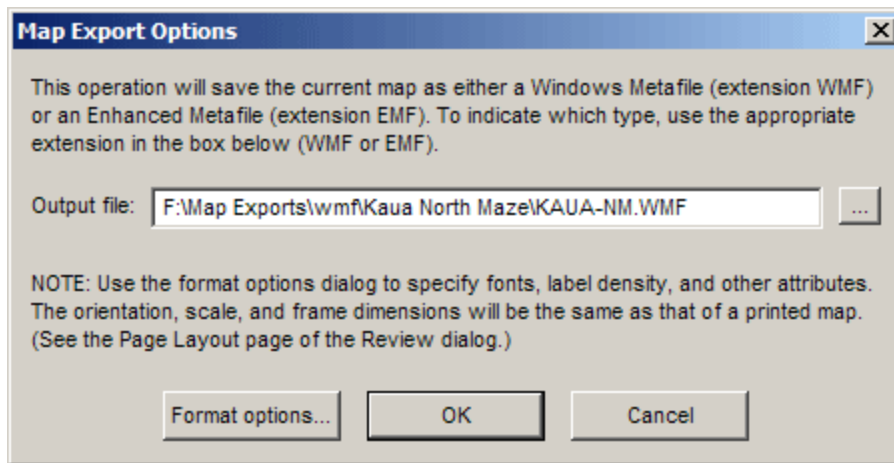 Map Export Options
This operation will save the current map as either a Windows Metafile (extension WMF)
or an Enhanced Metafile (extension EMF). To indicate which type, use the appropriate
extension in the box below (WMF or EMF).
Output file: F:\Map Exports\wmf\Kaua North Maze\KAUA-NM.WMF ...
NOTE: Use the format options dialog to specify fonts, label density, and other attributes.
The orientation, scale, and frame dimensions will be the same as that of a printed map.
(See the Page Layout page of the Review dialog.)
Format options... OK Cancel